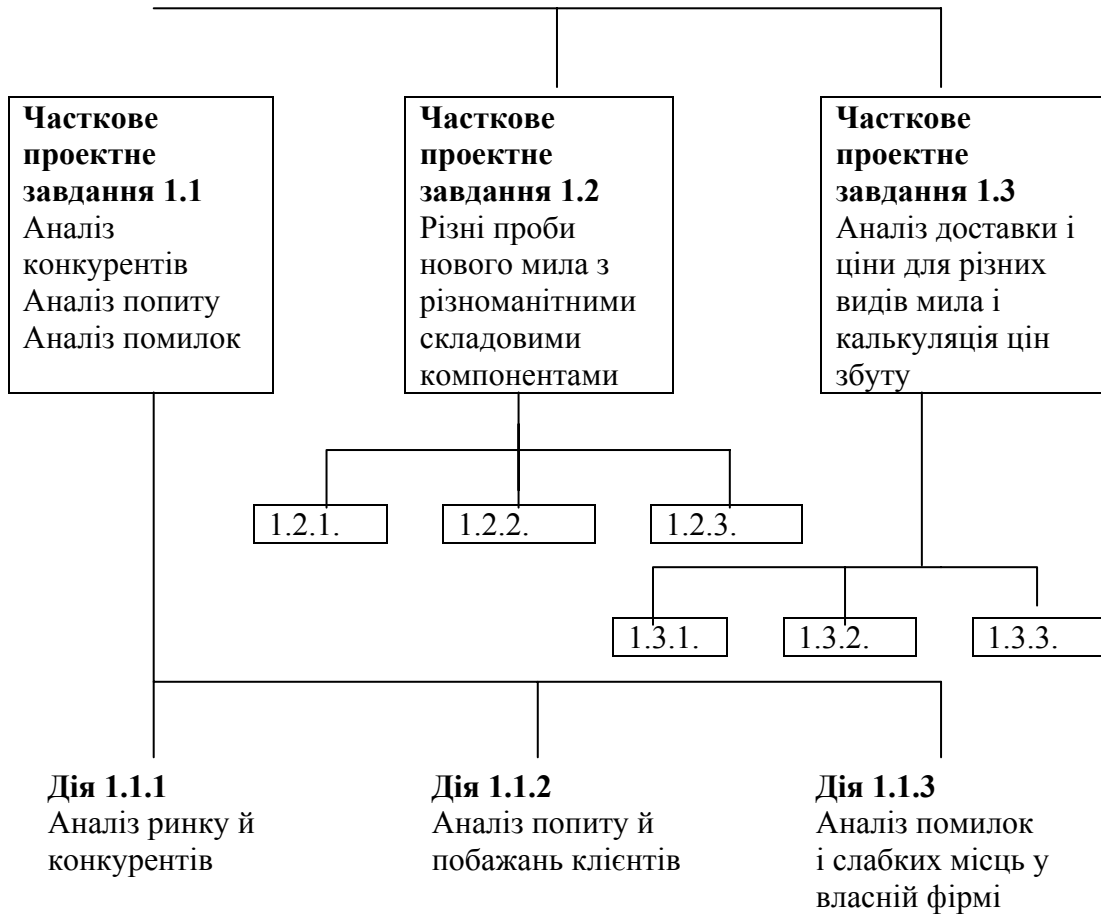 Часткове
проектне
завдання 1.1
Аналіз
конкурентів
Аналіз попиту
Аналіз помилок
Часткове
проектне
завдання 1.2
Різні проби
нового мила з
різноманітними
складовими
компонентами
Часткове
проектне
завдання 1.3
Аналіз доставки і
ціни для різних
видів мила і
калькуляція цін
збуту
1.2.1.
1.2.2.
1.2.3.
1.3.1.
1.3.2.
1.3.3.
Дія 1.1.1
Аналіз ринку й
конкурентів
Дія 1.1.2
Аналіз попиту й
побажань клієнтів
Дія 1.1.3
Аналіз помилок
і слабких місць у
власній фірмі